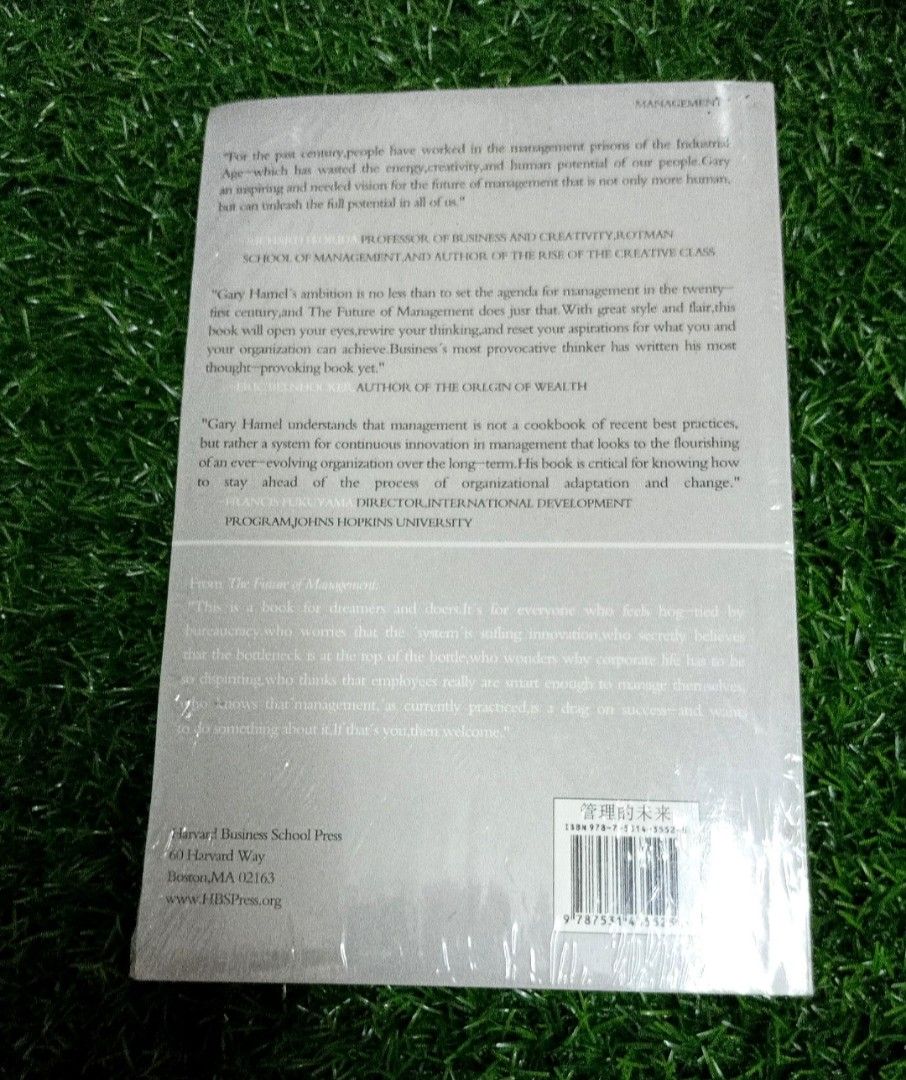 MANAGEMENT
"For the past century,people have worked in the management prisons of the Industrial
Age—which has wasted the energy,creativity,and human potential of our people.Gary
an inspiring and needed vision for the future of management that is not only more human,
but can unleash the full potential in all of us."
RICHARD FLORIDA PROFESSOR OF BUSINESS AND CREATIVITY,ROTMAN
SCHOOL OF MANAGEMENT,AND AUTHOR OF THE RISE OF THE CREATIVE CLASS
"Gary Hamel's ambition is no less than to set the agenda for management in the twenty—
first century,and The Future of Management does jusr that.With great style and flair,this
book will open your eyes,rewire your thinking,and reset your aspirations for what you and
your organization can achieve.Business's most provocative thinker has written his most
thought—provoking book yet."
—ERIC BEINHOCKER AUTHOR OF THE ORLGIN OF WEALTH
"Gary Hamel understands that management is not a cookbook of recent best practices,
but rather a system for continuous innovation in management that looks to the flourishing
of an ever—evolving organization over the long—term.His book is critical for knowing how
to stay ahead of the process of organizational adaptation and change."
—FRANCIS FUKUYAMA DIRECTOR,INTERNATIONAL DEVELOPMENT
PROGRAM,JOHNS HOPKINS UNIVERSITY
From The Future of Management:
"This is a book for dreamers and doers.It's for everyone who feels hog—tied by
bureaucracy,who worries that the 'system'is stifling innovation,who secretly believes
that the bottleneck is at the top of the bottle,who wonders why corporate life has to be
so dispiriting,who thinks that employees really are smart enough to manage themselves,
who knows that'management,'as currently practiced,is a drag on success—and wants
to do something about it.If that's you,then welcome."
Harvard Business School Press
60 Harvard Way
Boston,MA 02163
www.HBSPress.org
管理的未来
ISBN 978-7-5314-3552-
9 787531 4